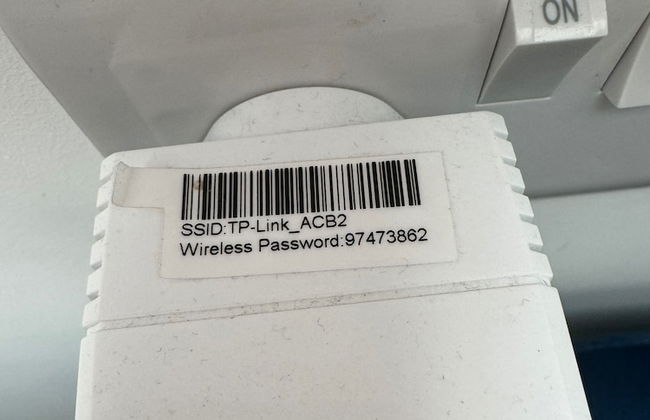 ON
SSID:TP-Link_ACB2
Wireless Password:97473862